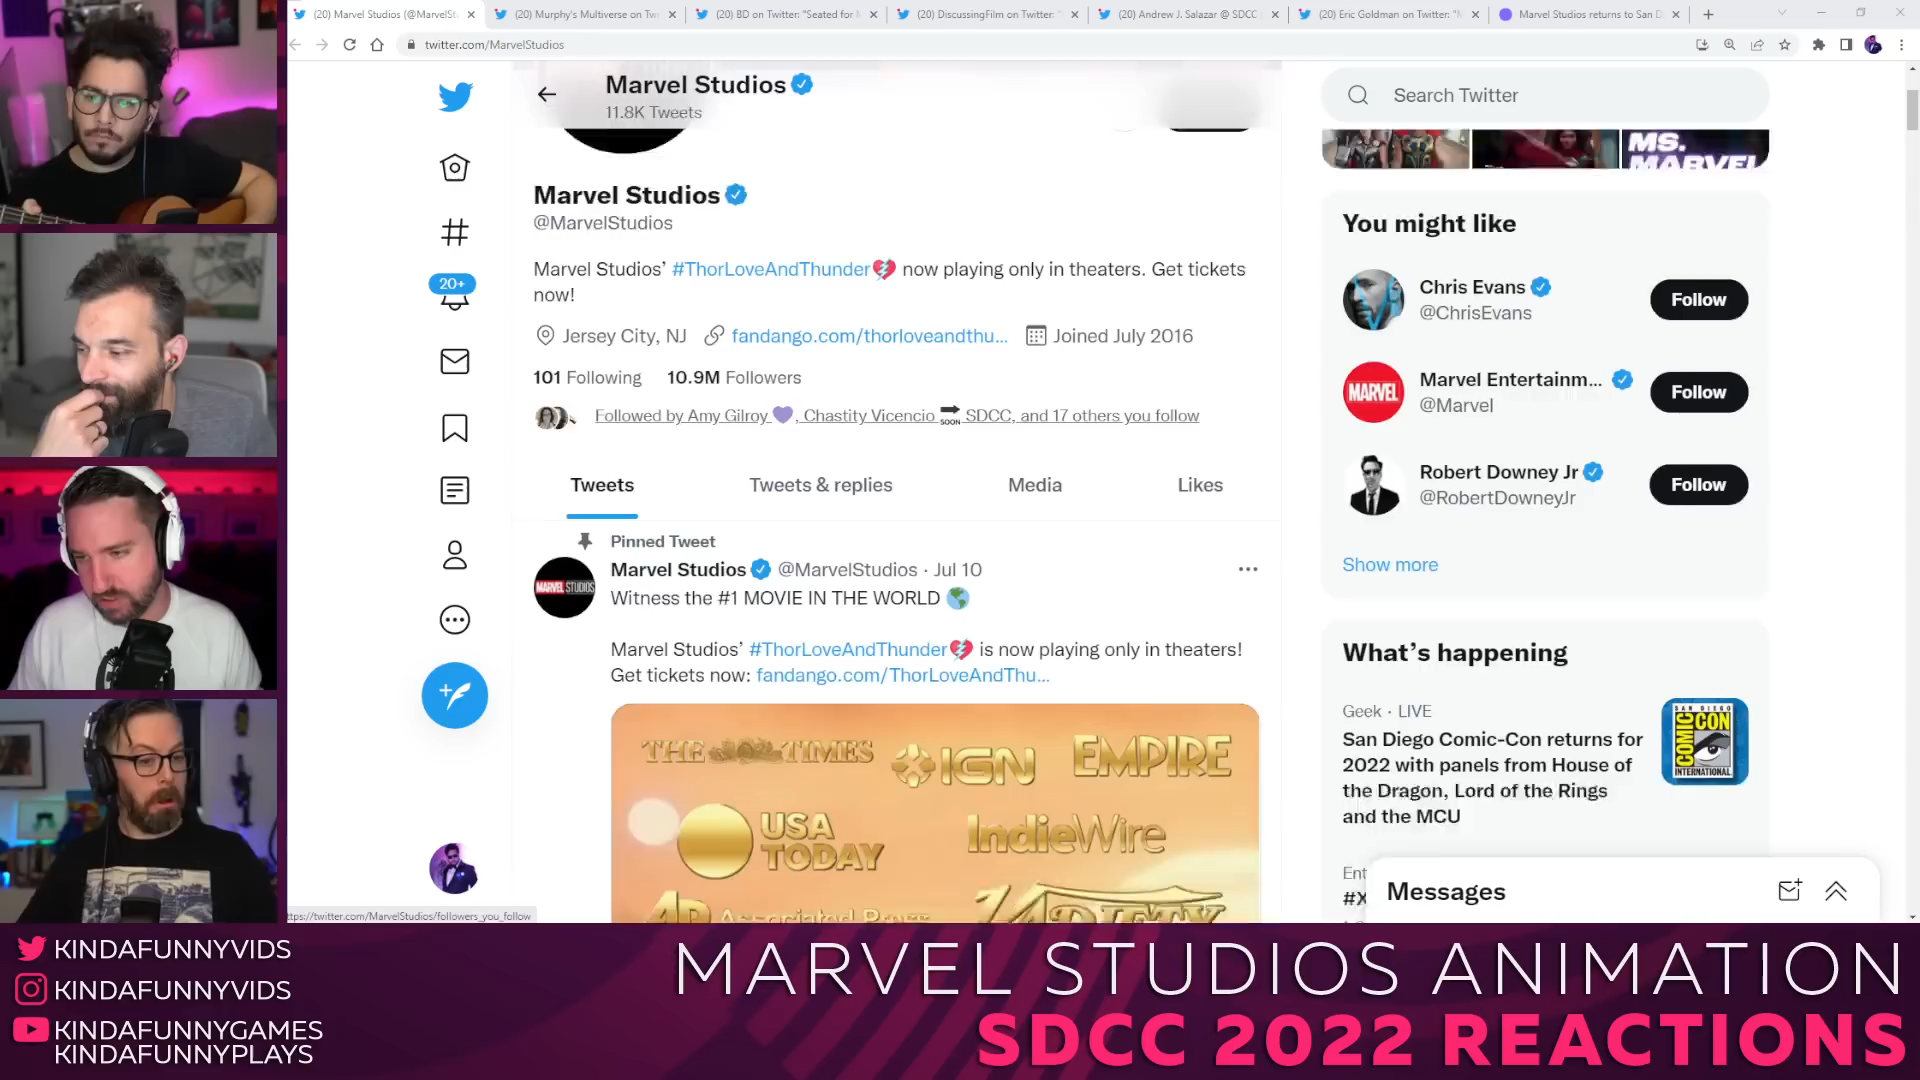 (20) Marvel Studios (@MarvelSt
(20) Murphy's Multiverse on Tw
(20) BD on Twitter: "Seated for M
(20) DiscussingFilm on Twitter: "
(20) Andrew J. Salazar @ SDCC
(20) Eric Goldman on Twitter: "M
Marvel Studios returns to San D
twitter.com/MarvelStudios
Marvel Studios
11.8K Tweets
Marvel Studios
@MarvelStudios
Marvel Studios’ #ThorLoveAndThunder now playing only in theaters. Get tickets
now!
Jersey City, NJ fandango.com/thorloveandthu... Joined July 2016
101 Following 10.9M Followers
Followed by Amy Gilroy 💜, Chastity Vicencio 🔜 SDCC, and 17 others you follow
Tweets
Tweets & replies
Media
Likes
Pinned Tweet
Marvel Studios @MarvelStudios · Jul 10
MARVEL STUDIOS
Witness the #1 MOVIE IN THE WORLD 🌎
Marvel Studios’ #ThorLoveAndThunder is now playing only in theaters!
Get tickets now: fandango.com/ThorLoveAndThu...
THE TIMES
IGN
EMPIRE
USA
TODAY
IndieWire
AP Associated Press
VARIETY
20+
https://twitter.com/MarvelStudios/followers_you_follow
Search Twitter
MS.
MARVEL
You might like
Chris Evans
@ChrisEvans
Follow
MARVEL
Marvel Entertainm...
@Marvel
Follow
Robert Downey Jr
@RobertDowneyJr
Follow
Show more
What’s happening
Geek · LIVE
San Diego Comic-Con returns for
2022 with panels from House of
the Dragon, Lord of the Rings
and the MCU
SAN DIEGO
COMIC CON
INTERNATIONAL
Ent
#X
Messages
KINDAFUNNYVIDS
KINDAFUNNYVIDS
KINDAFUNNYGAMES
KINDAFUNNYPLAYS
MARVEL STUDIOS ANIMATION
SDCC 2022 REACTIONS